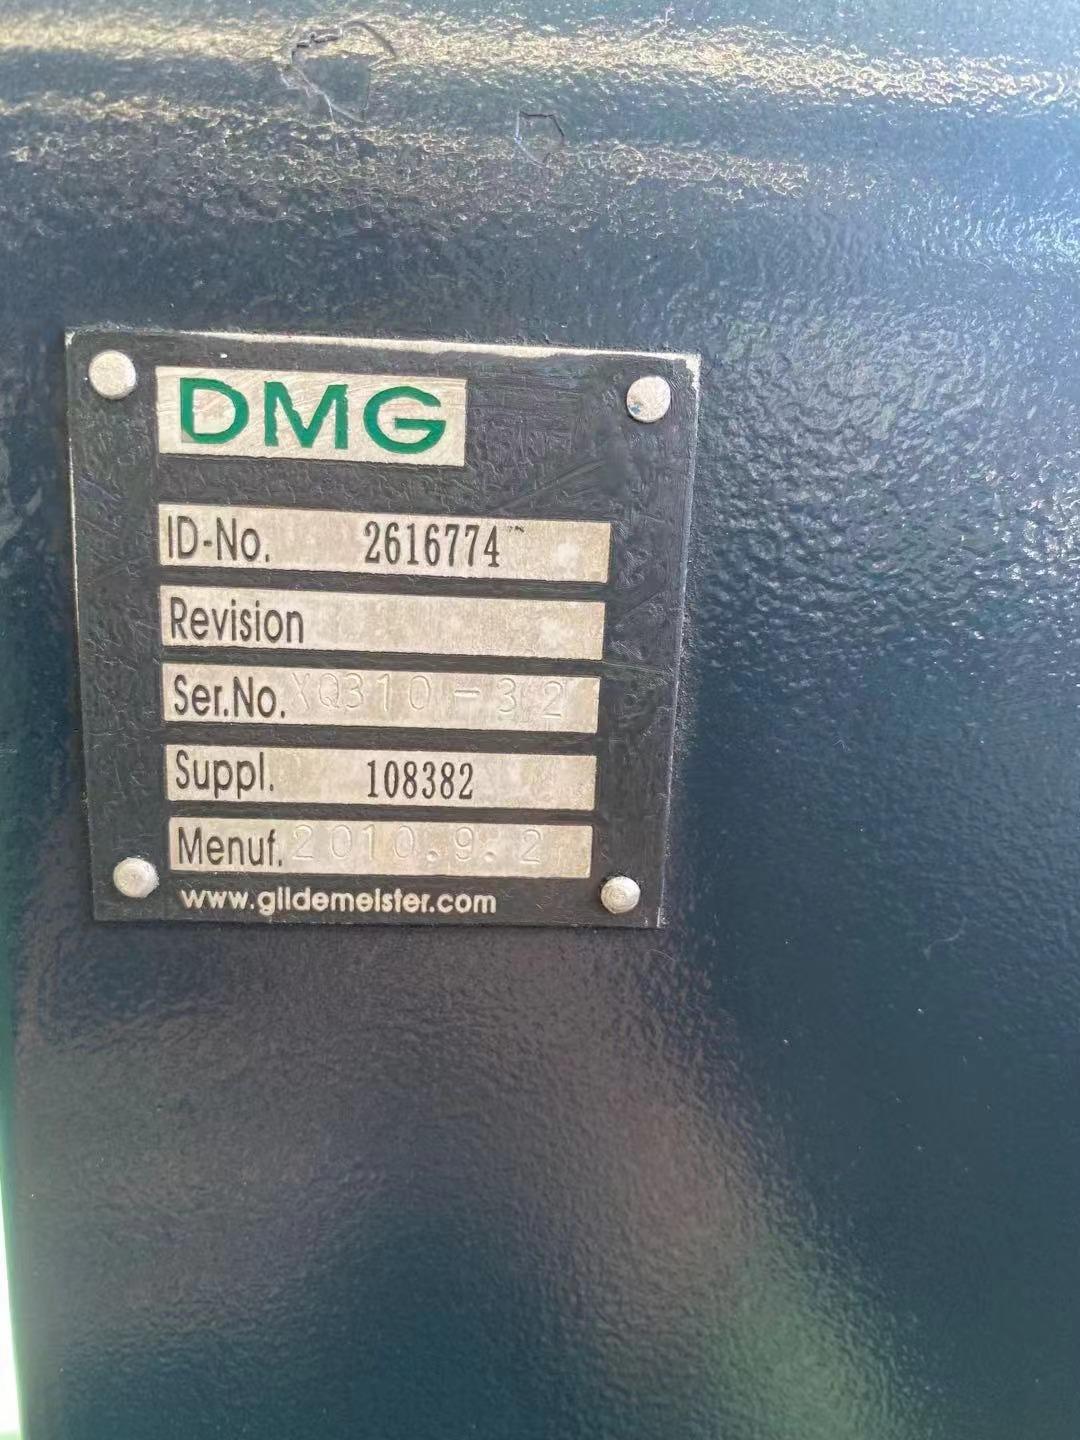 DMG
ID-No. 2616774
Revision
Ser.No. XQ310-32
Suppl. 108382
Menuf. 2010.9.2
www.gildemeister.com